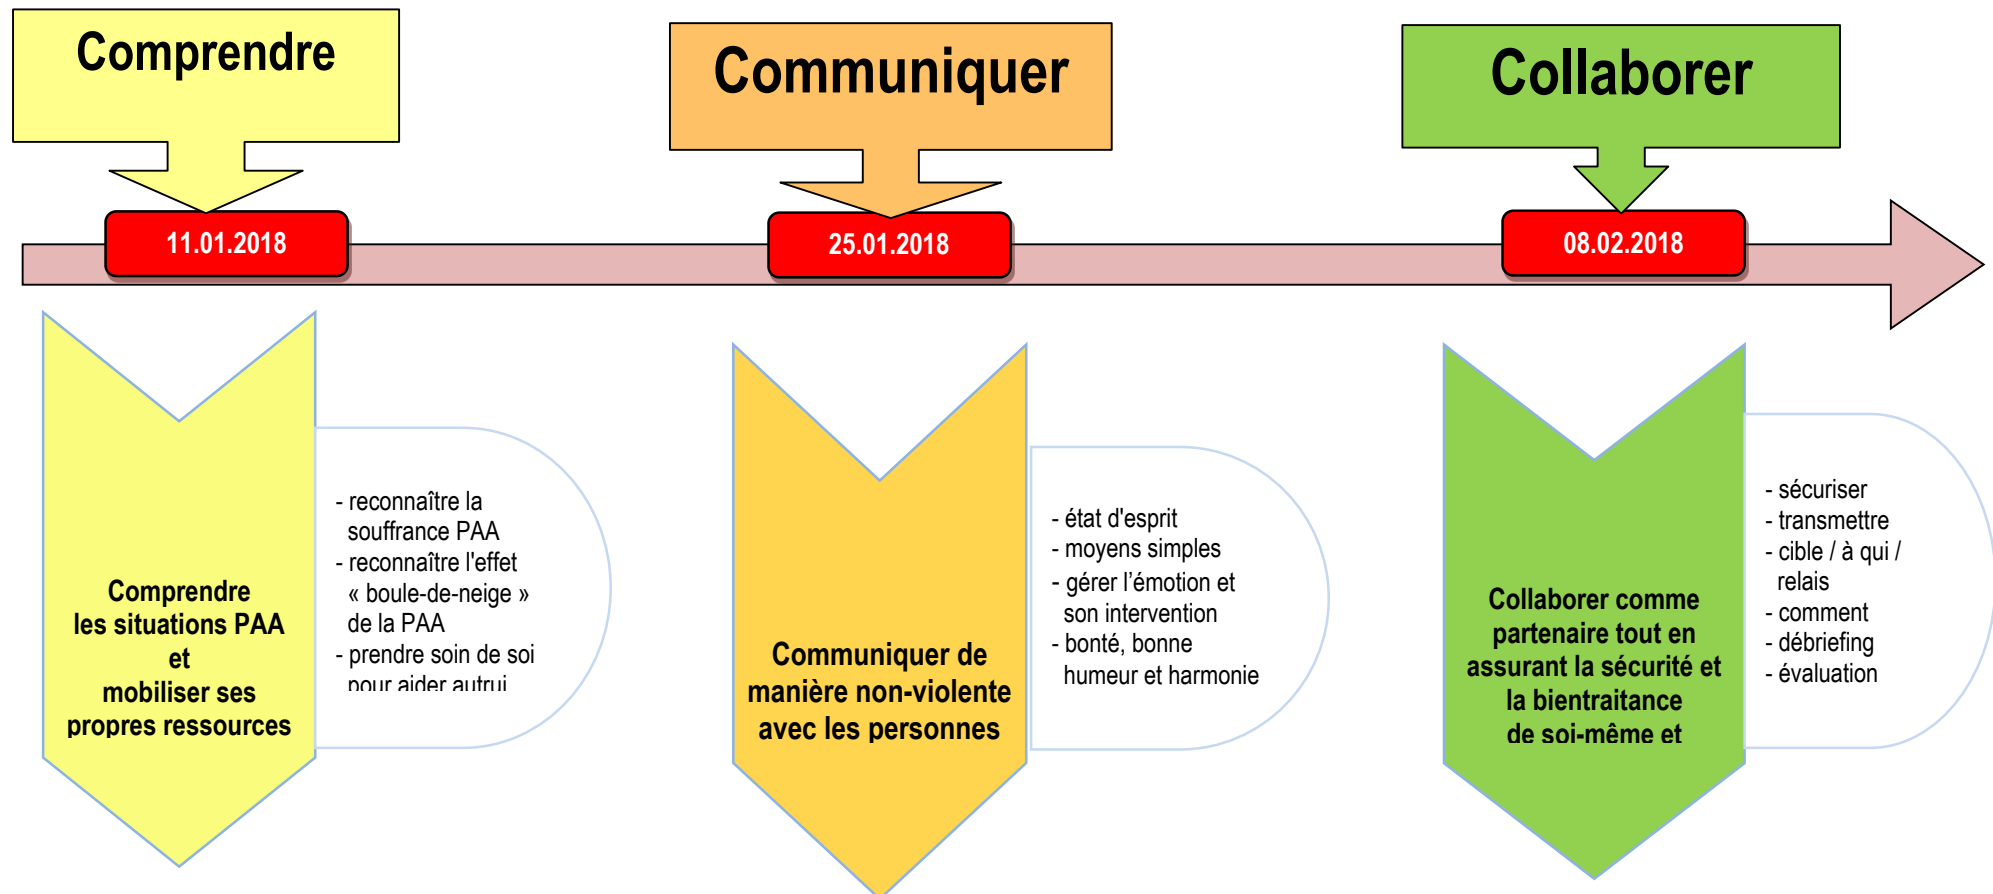 Comprendre
Communiquer
Collaborer
11.01.2018
25.01.2018
08.02.2018
Comprendre
les situations PAA
et
mobiliser ses
propres ressources
- reconnaître la
souffrance PAA
- reconnaître l'effet
« boule-de-neige »
de la PAA
- prendre soin de soi
pour aider autrui
Communiquer de
manière non-violente
avec les personnes
- état d'esprit
- moyens simples
- gérer l’émotion et
son intervention
- bonté, bonne
humeur et harmonie
Collaborer comme
partenaire tout en
assurant la sécurité et
la bientraitance
de soi-même et
- sécuriser
- transmettre
- cible / à qui /
relais
- comment
- débriefing
- évaluation